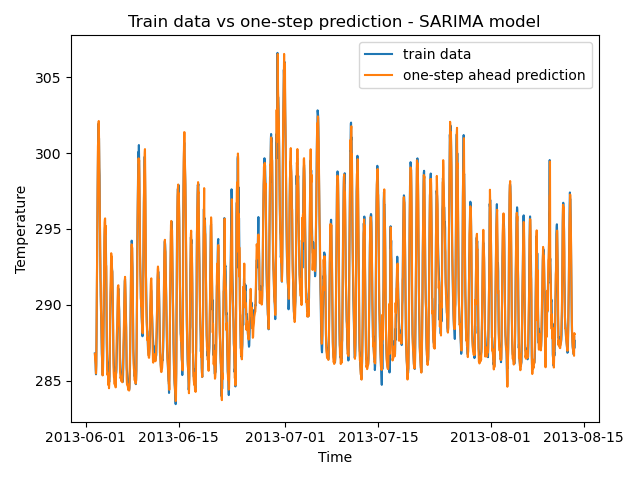 Train data vs one-step prediction - SARIMA model
train data
one-step ahead prediction
305
300
295
290
285
Temperature
2013-06-01
2013-06-15
2013-07-01
2013-07-15
2013-08-01
2013-08-15
Time